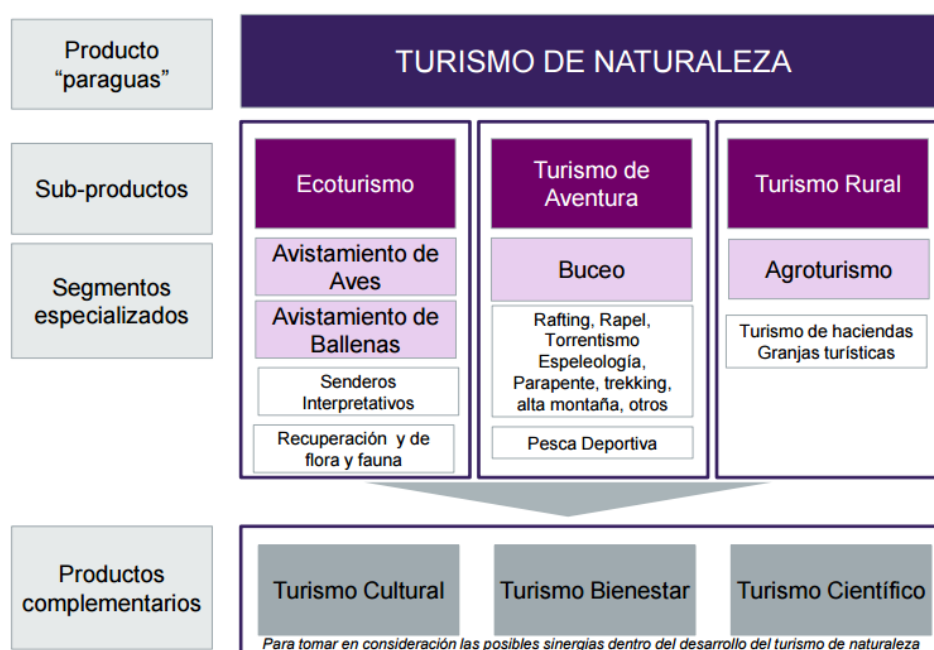 Producto
“paraguas”
TURISMO DE NATURALEZA
Sub-productos
Ecoturismo
Turismo de
Aventura
Turismo Rural
Segmentos
especializados
Avistamiento de
Aves
Avistamiento de
Ballenas
Senderos
Interpretativos
Recuperación y de
flora y fauna
Buceo
Rafting, Rapel,
Torrentismo
Espeleología,
Parapente, trekking,
alta montaña, otros
Pesca Deportiva
Agroturismo
Turismo de haciendas
Granjas turísticas
Productos
complementarios
Turismo Cultural
Turismo Bienestar
Turismo Científico
Para tomar en consideración las posibles sinergias dentro del desarrollo del turismo de naturaleza